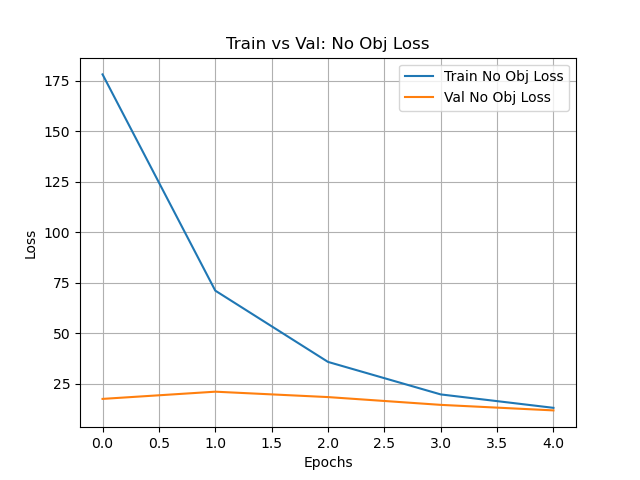 Train vs Val: No Obj Loss
Train No Obj Loss
Val No Obj Loss
Loss
175
150
125
100
75
50
25
0.0 0.5 1.0 1.5 2.0 2.5 3.0 3.5 4.0
Epochs